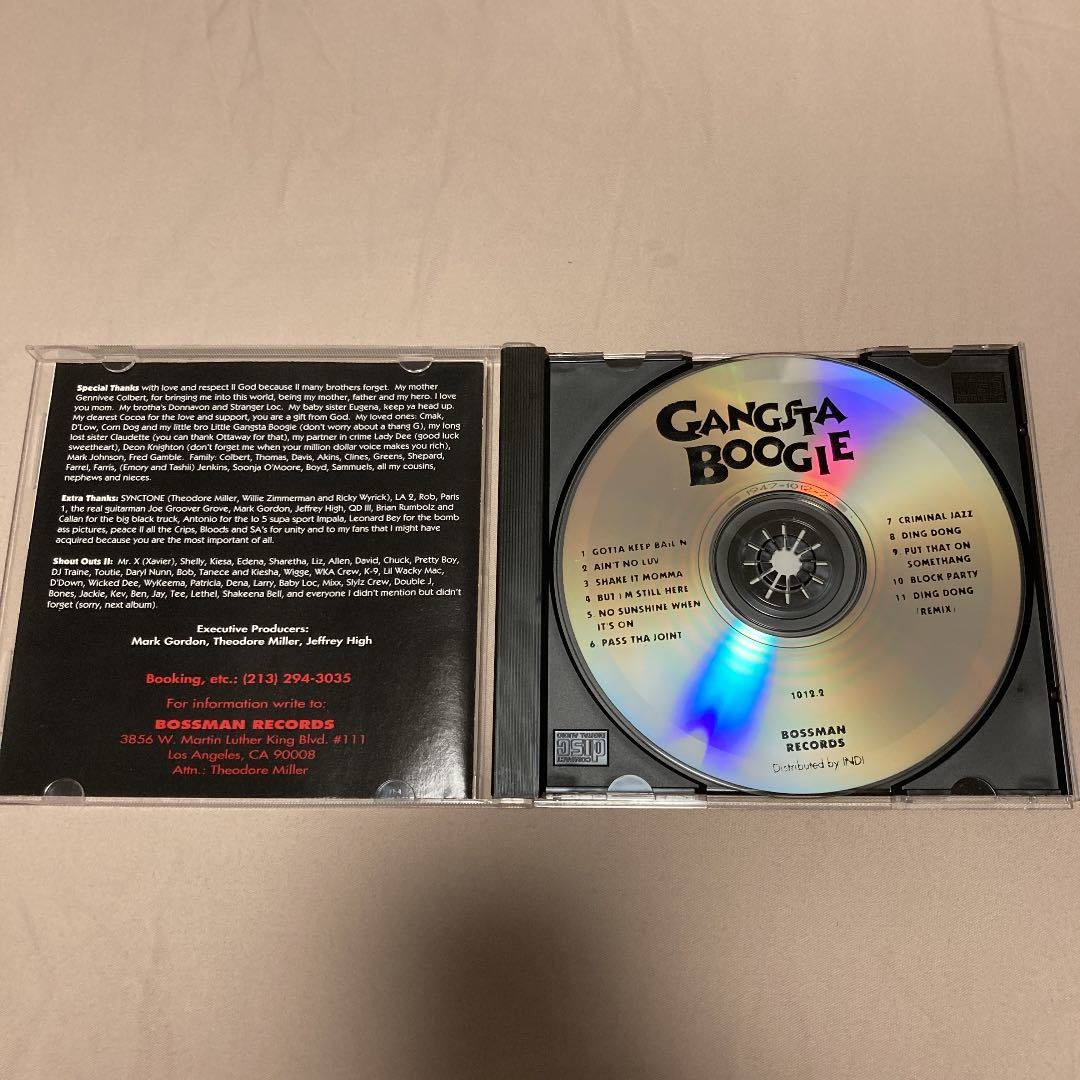 Special Thanks with love and respect II God because II many brothers forget. My mother
Gennivee Colbert, for bringing me into this world, being my mother, father and my hero. I love
you mom. My brotha's Donnavon and Stranger Loc. My baby sister Eugena, keep ya head up.
My dearest Cocoa for the love and support, you are a gift from God. My loved ones: Cmak,
D'Low, Corn Dog and my little bro Little Gangsta Boogie (don't worry about a thang G), my long
lost sister Claudette (you can thank Ottaway for that), my partner in crime Lady Dee (good luck
sweetheart), Deon Knighton (don't forget me when your million dollar voice makes you rich),
Mark Johnson, Fred Gamble. Family: Colbert, Thomas, Davis, Akins, Clines, Greens, Shepard,
Farrel, Farris, (Emory and Tashii) Jenkins, Soonja O'Moore, Boyd, Sammuels, all my cousins,
nephews and nieces.
Extra Thanks: SYNCTONE (Theodore Miller, Willie Zimmerman and Ricky Wyrick), LA 2, Rob, Paris
1, the real guitarman Joe Groover Grove, Mark Gordon, Jeffrey High, QD III, Brian Rumbolz and
Callan for the big black truck, Antonio for the lo 5 supa sport Impala, Leonard Bey for the bomb
ass pictures, peace II all the Crips, Bloods and SA's for unity and to my fans that I might have
acquired because you are the most important of all.
Shout Outs II: Mr. X (Xavier), Shelly, Kiesa, Edena, Sharetha, Liz, Allen, David, Chuck, Pretty Boy,
DJ Traine, Toutie, Daryl Nunn, Bob, Tanece and Kiesha, Wigge, WKA Crew, K-9, Lil Wacky Mac,
D'Down, Wicked Dee, WyKeema, Patricia, Dena, Larry, Baby Loc, Mixx, Slylz Crew, Double J,
Bones, Jackie, Kev, Ben, Jay, Tee, Lethel, Shakeena Bell, and everyone I didn't mention but didn't
forget (sorry, next album).
Executive Producers:
Mark Gordon, Theodore Miller, Jeffrey High
Booking, etc.: (213) 294-3035
For information write to:
BOSSMAN RECORDS
3856 W. Martin Luther King Blvd. #111
Los Angeles, CA 90008
Attn.: Theodore Miller
COMPACT
disc
DIGITAL AUDIO
GANGSTA
BOOGIE
1947-1012-2
1 GOTTA KEEP BAIL N
2 AIN'T NO LUV
3 SHAKE IT MOMMA
4 BUT I'M STILL HERE
5 NO SUNSHINE WHEN
IT'S ON
6. PASS THA JOINT
7 CRIMINAL JAZZ
8 DING DONG
9. PUT THAT ON
SOMETHANG
10 BLOCK PARTY
11 DING DONG
(REMIX)
1012.2
BOSSMAN
RECORDS
Distributed by INDI